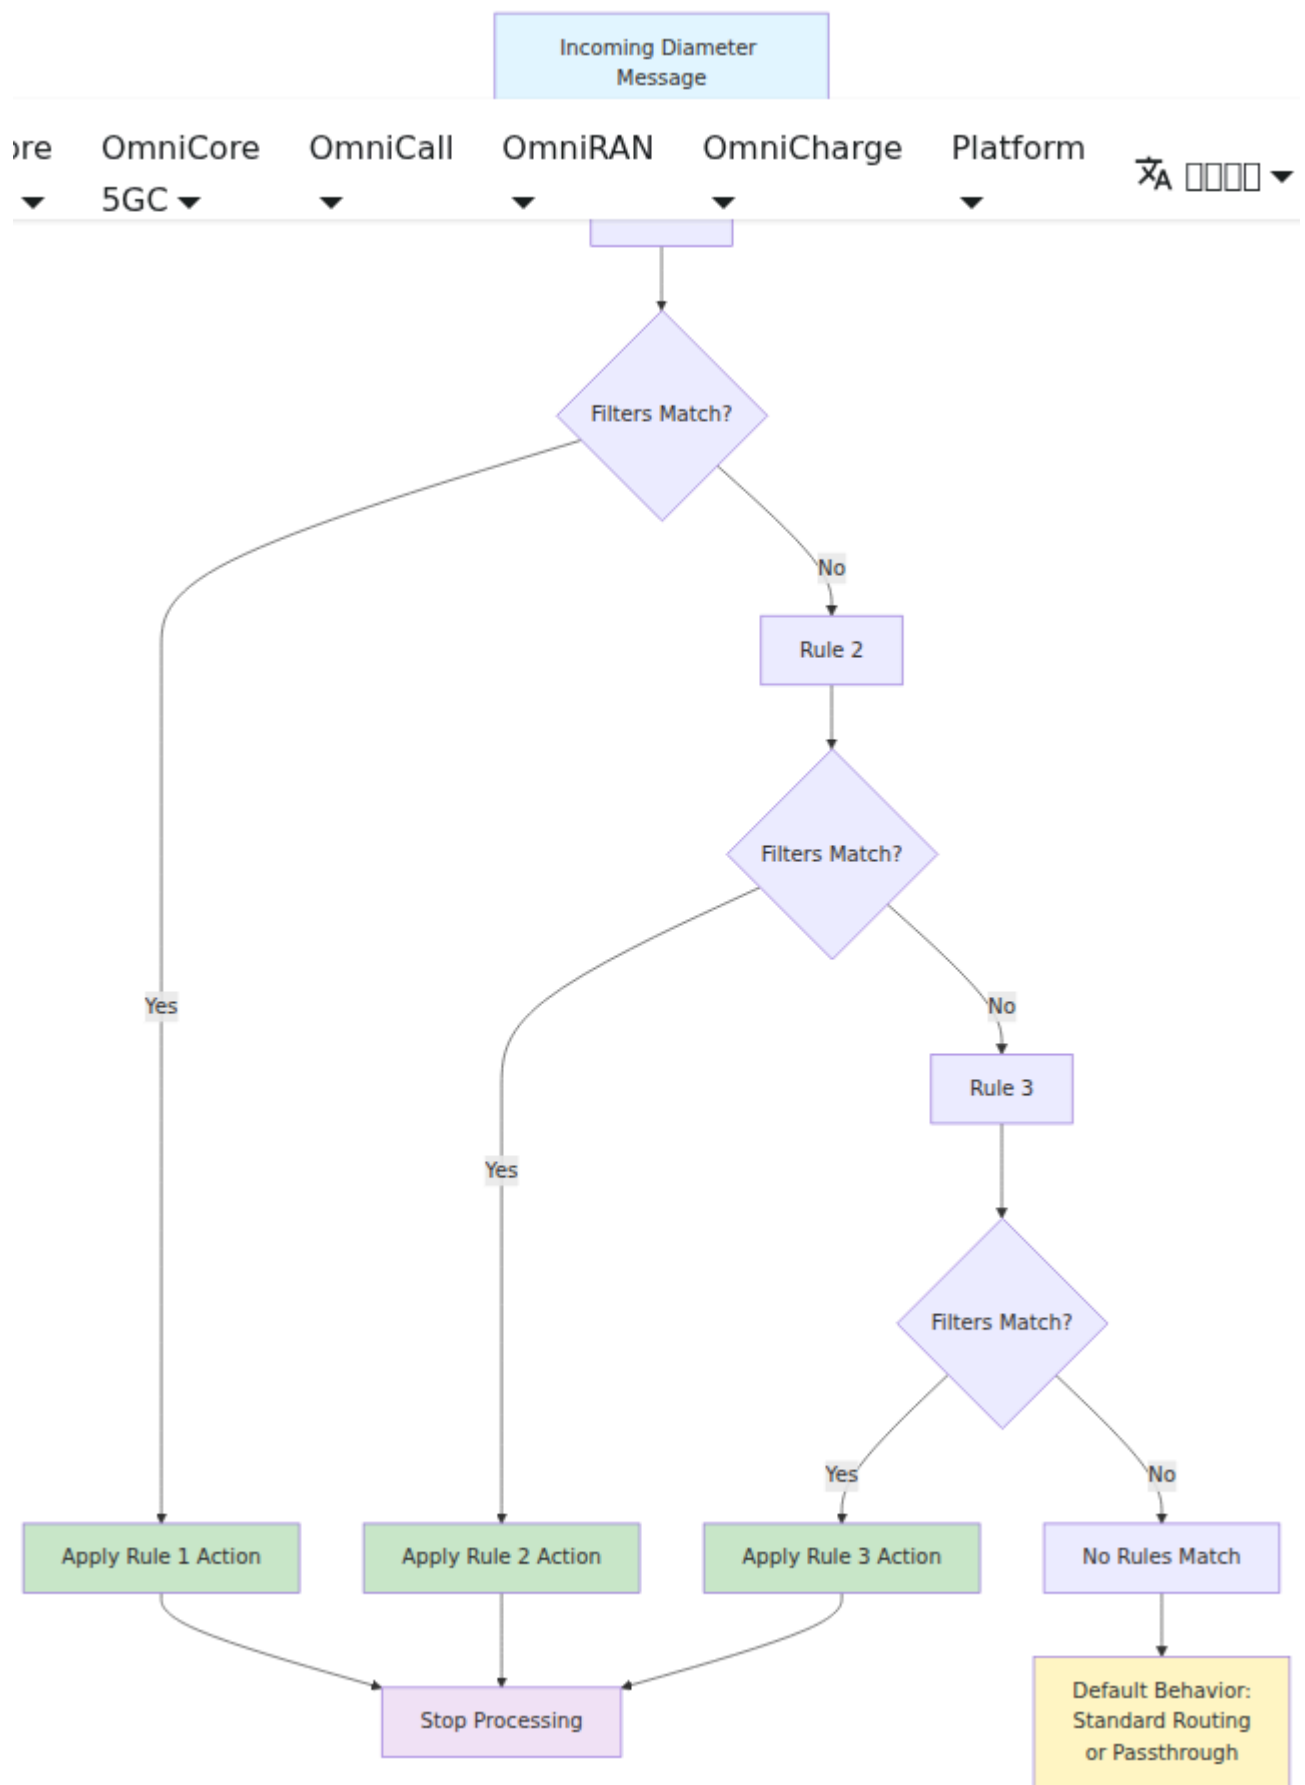 Incoming Diameter
Message
ore OmniCore OmniCall OmniRAN OmniCharge Platform
5GC
Filters Match?
No
Rule 2
Filters Match?
Yes
No
Rule 3
Yes
Filters Match?
Yes
No
Apply Rule 1 Action
Apply Rule 2 Action
Apply Rule 3 Action
No Rules Match
Default Behavior:
Standard Routing
or Passthrough
Stop Processing